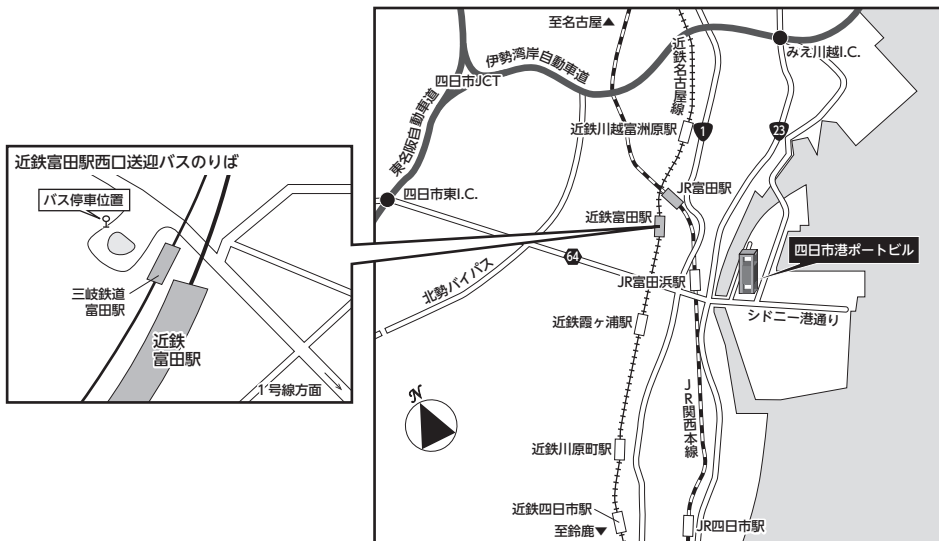 至名古屋▲
近鉄名古屋線
みえ川越I.C.
伊勢湾岸自動車道
四日市JCT
東名阪自動車道
近鉄川越富洲原駅
1
23
近鉄富田駅西口送迎バスのりば
バス停車位置
三岐鉄道
富田駅
近鉄
富田駅
1号線方面
四日市東I.C.
JR富田駅
近鉄富田駅
64
四日市港ポートビル
北勢バイパス
JR富田浜駅
シドニー港通り
近鉄霞ヶ浦駅
N
JR関西本線
近鉄川原町駅
近鉄四日市駅
至鈴鹿▼
JR四日市駅